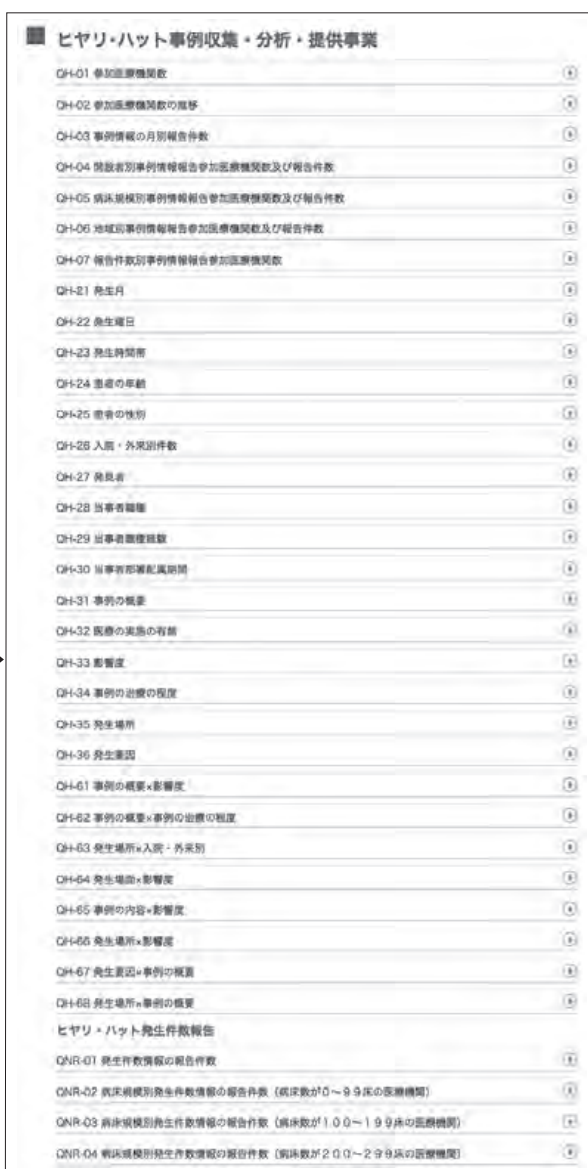 ヒヤリ・ハット事例収集・分析・提供事業
QH-01 参加医療機関数
QH-02 参加医療機関数の推移
QH-03 事例情報の月別報告件数
QH-04 開設者別事例情報報告参加医療機関数及び報告件数
QH-05 病床規模別事例情報報告参加医療機関数及び報告件数
QH-06 地域別事例情報報告参加医療機関数及び報告件数
QH-07 報告件数別事例情報報告参加医療機関数
QH-21 発生月
QH-22 発生曜日
QH-23 発生時間帯
QH-24 患者の年齢
QH-25 患者の性別
QH-26 入院・外来別件数
QH-27 発見者
QH-28 当事者職種
QH-29 当事者職種経験
QH-30 当事者部署配属期間
QH-31 事例の概要
QH-32 医療の実施の有無
QH-33 影響度
QH-34 事例の治療の程度
QH-35 発生場所
QH-36 発生要因
QH-61 事例の概要×影響度
QH-62 事例の概要×事例の治療の程度
QH-63 発生場所×入院・外来別
QH-64 発生場面×影響度
QH-65 事例の内容×影響度
QH-66 発生場所×影響度
QH-67 発生要因×事例の概要
QH-68 発生場所×事例の概要
ヒヤリ・ハット発生件数報告
QNR-01 発生件数情報の報告件数
QNR-02 病床規模別発生件数情報の報告件数（病床数が0～99床の医療機関）
QNR-03 病床規模別発生件数情報の報告件数（病床数が100～199床の医療機関）
QNR-04 病床規模別発生件数情報の報告件数（病床数が200～299床の医療機関）